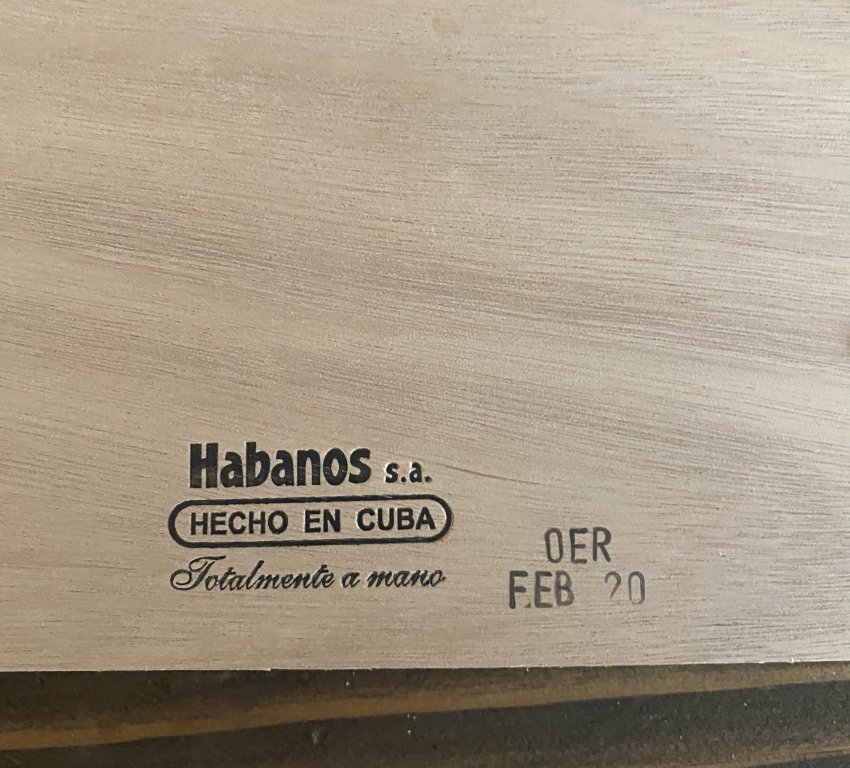 Habanos s.a.
HECHO EN CUBA
Totalmente a mano
OER
FEB 20